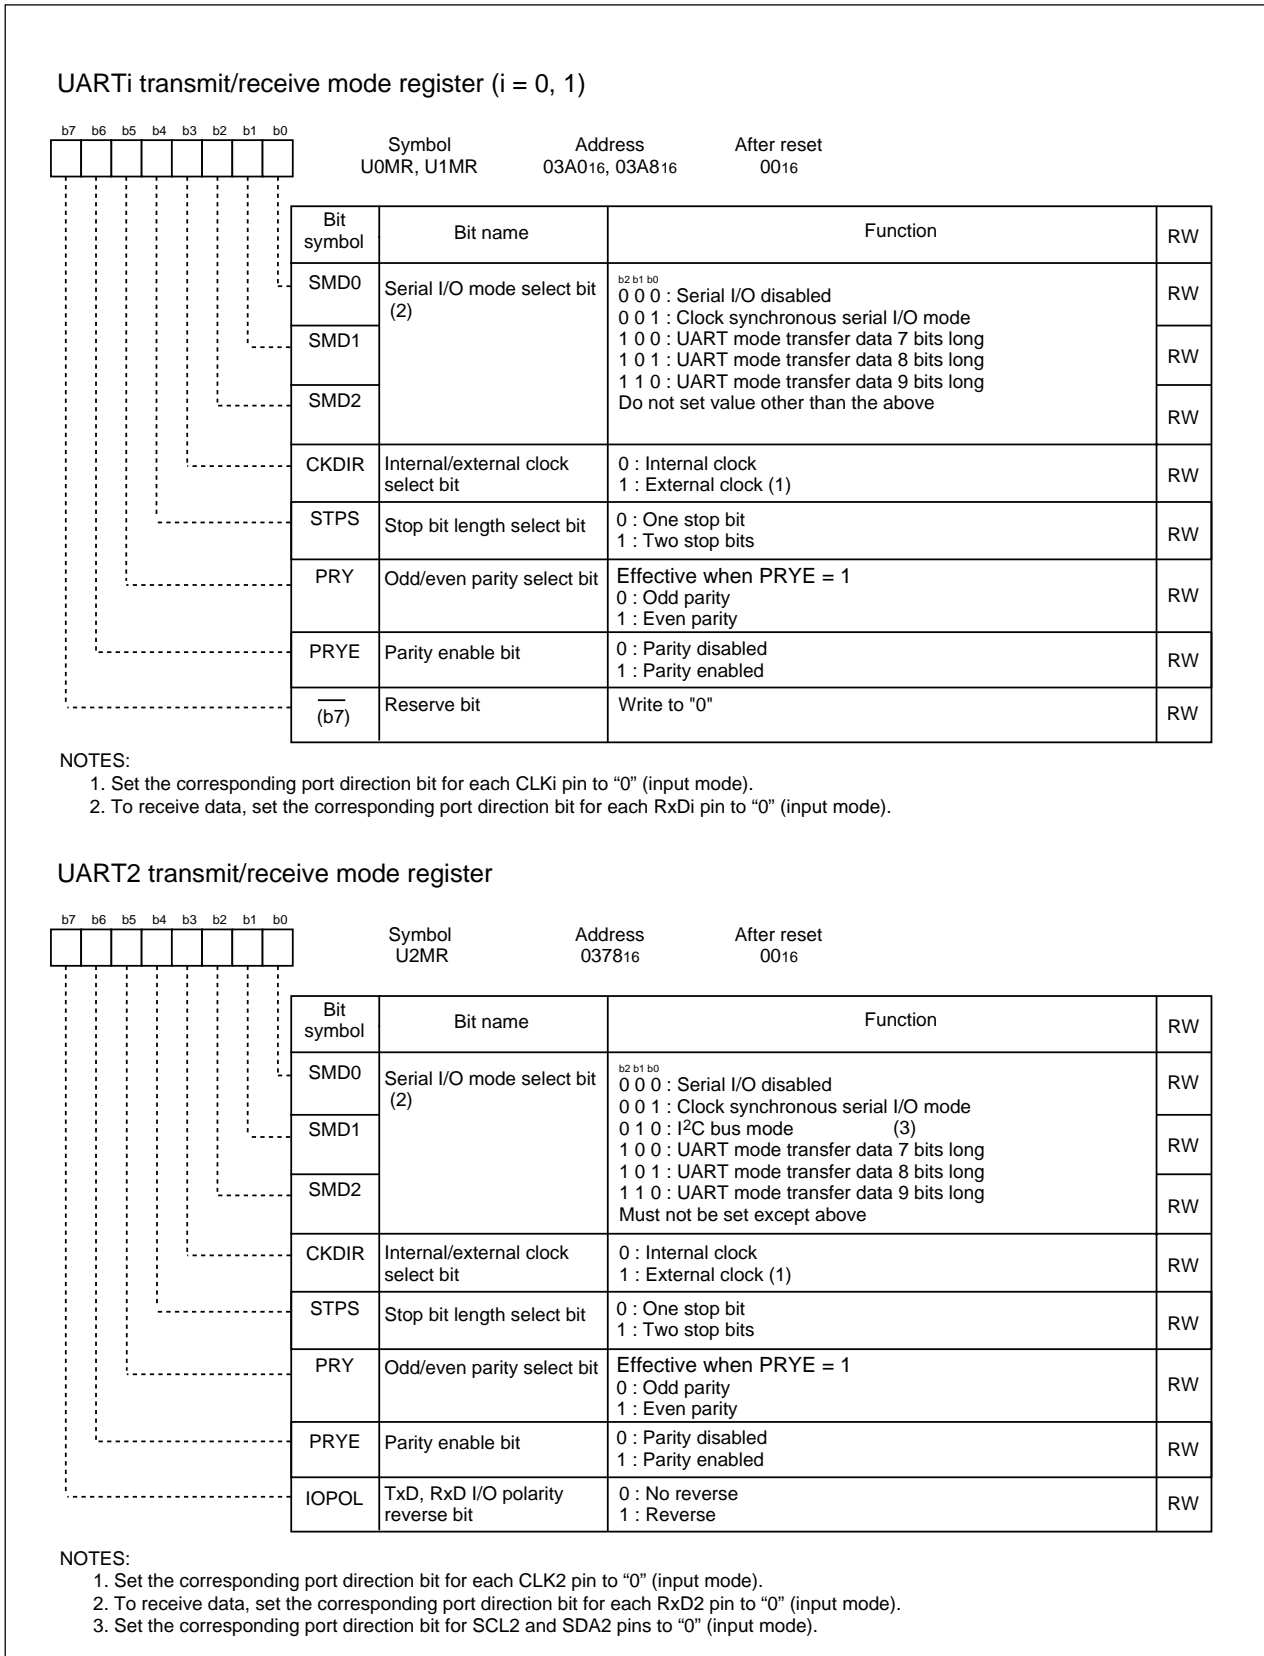 UARTi transmit/receive mode register (i = 0, 1)
b7 b6 b5 b4 b3 b2 b1 b0
Symbol Address After reset
U0MR, U1MR 03A016, 03A816 0016
Bit symbol Bit name Function RW
SMD0 Serial I/O mode select bit (2) b2 b1 b0 RW
0 0 0 : Serial I/O disabled
0 0 1 : Clock synchronous serial I/O mode
SMD1 1 0 0 : UART mode transfer data 7 bits long RW
1 0 1 : UART mode transfer data 8 bits long
1 1 0 : UART mode transfer data 9 bits long
SMD2 Do not set value other than the above RW
CKDIR Internal/external clock select bit 0 : Internal clock RW
1 : External clock (1)
STPS Stop bit length select bit 0 : One stop bit RW
1 : Two stop bits
PRY Odd/even parity select bit Effective when PRYE = 1 RW
0 : Odd parity
1 : Even parity
PRYE Parity enable bit 0 : Parity disabled RW
1 : Parity enabled
(b7) Reserve bit Write to "0" RW
NOTES:
1. Set the corresponding port direction bit for each CLKi pin to “0” (input mode).
2. To receive data, set the corresponding port direction bit for each RxDi pin to “0” (input mode).
UART2 transmit/receive mode register
b7 b6 b5 b4 b3 b2 b1 b0
Symbol Address After reset
U2MR 037816 0016
Bit symbol Bit name Function RW
SMD0 Serial I/O mode select bit (2) b2 b1 b0 RW
0 0 0 : Serial I/O disabled
0 0 1 : Clock synchronous serial I/O mode
SMD1 0 1 0 : I2C bus mode (3) RW
1 0 0 : UART mode transfer data 7 bits long
1 0 1 : UART mode transfer data 8 bits long
SMD2 1 1 0 : UART mode transfer data 9 bits long RW
Must not be set except above
CKDIR Internal/external clock select bit 0 : Internal clock RW
1 : External clock (1)
STPS Stop bit length select bit 0 : One stop bit RW
1 : Two stop bits
PRY Odd/even parity select bit Effective when PRYE = 1 RW
0 : Odd parity
1 : Even parity
PRYE Parity enable bit 0 : Parity disabled RW
1 : Parity enabled
IOPOL TxD, RxD I/O polarity reverse bit 0 : No reverse RW
1 : Reverse
NOTES:
1. Set the corresponding port direction bit for each CLK2 pin to “0” (input mode).
2. To receive data, set the corresponding port direction bit for each RxD2 pin to “0” (input mode).
3. Set the corresponding port direction bit for SCL2 and SDA2 pins to “0” (input mode).